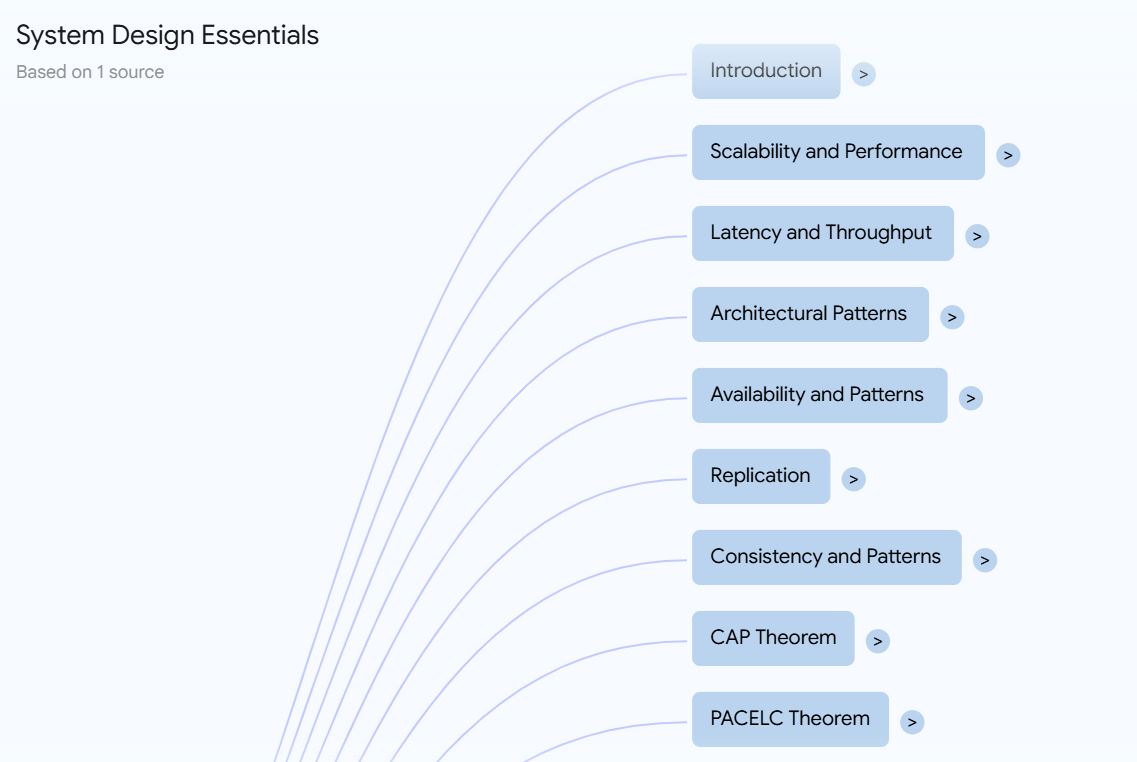 System Design Essentials
Based on 1 source
Introduction >
Scalability and Performance >
Latency and Throughput >
Architectural Patterns >
Availability and Patterns >
Replication >
Consistency and Patterns >
CAP Theorem >
PACELC Theorem >